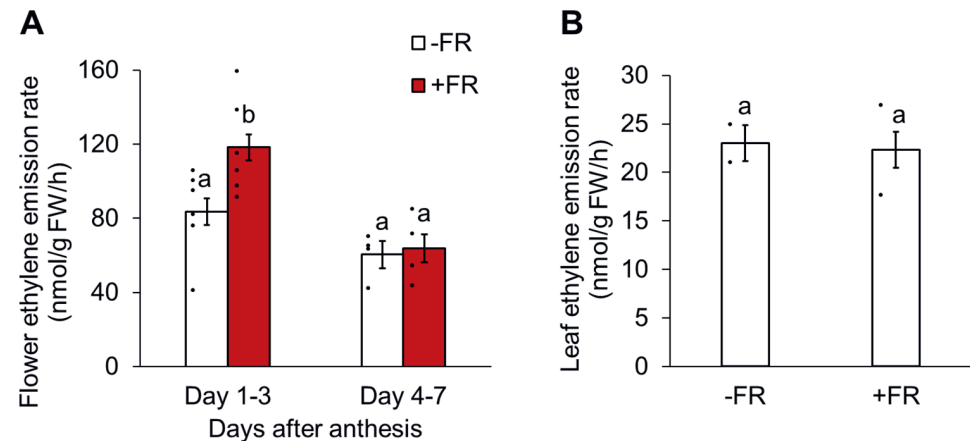 A
-FR
+FR
Flower ethylene emission rate
(nmol/g FW/h)
160
120
80
40
0
a
b
a
a
Day 1-3
Day 4-7
Days after anthesis
B
Leaf ethylene emission rate
(nmol/g FW/h)
30
25
20
15
10
5
0
a
a
-FR
+FR